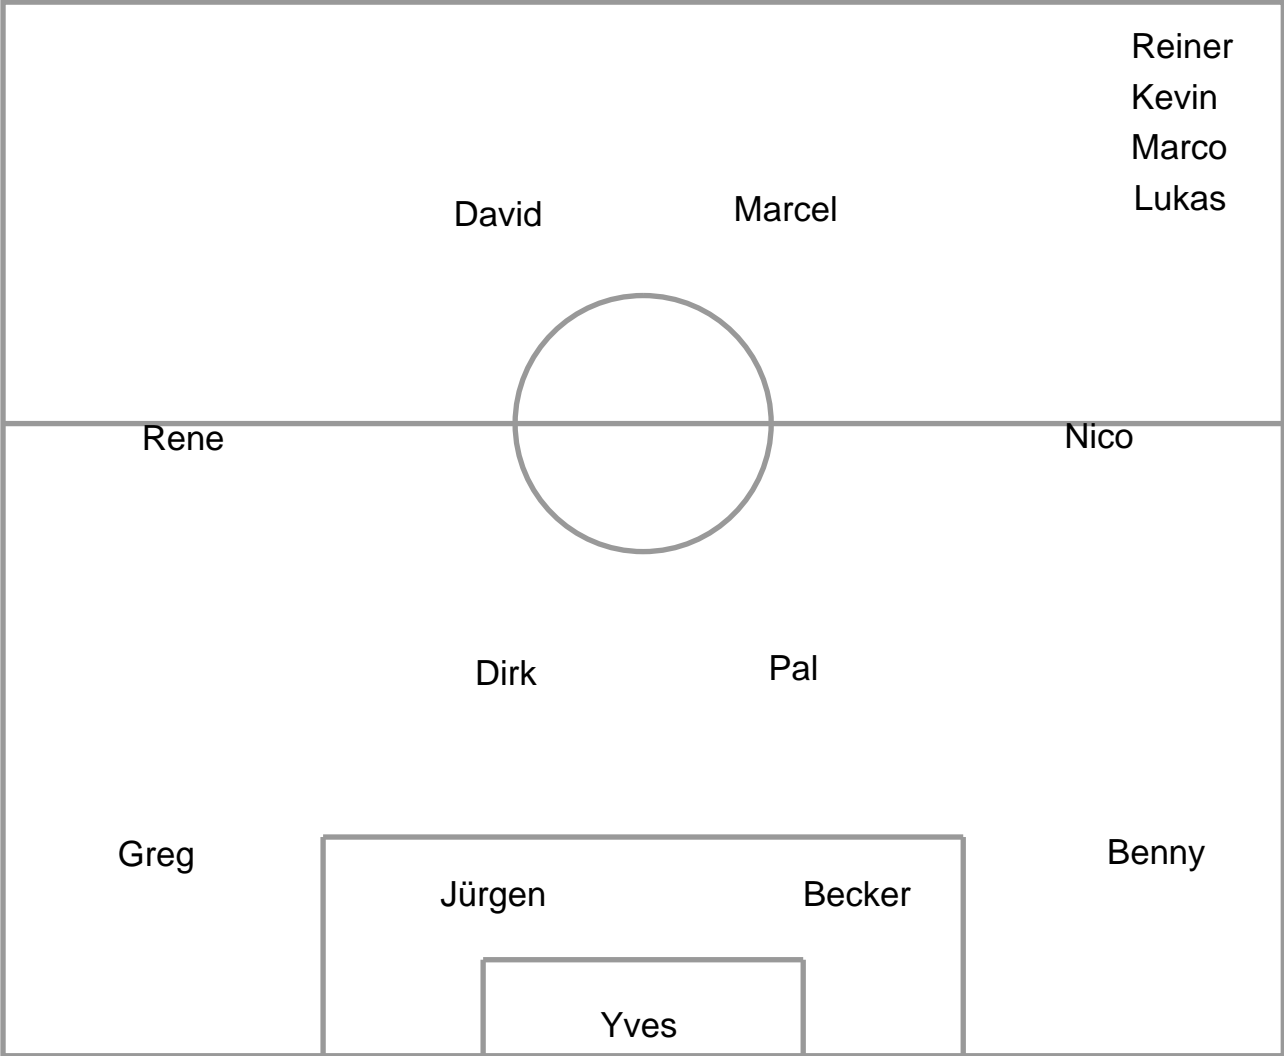 Reiner
Kevin
Marco
Lukas
David Marcel
Rene Nico
Dirk Pal
Greg Benny
Jürgen Becker
Yves